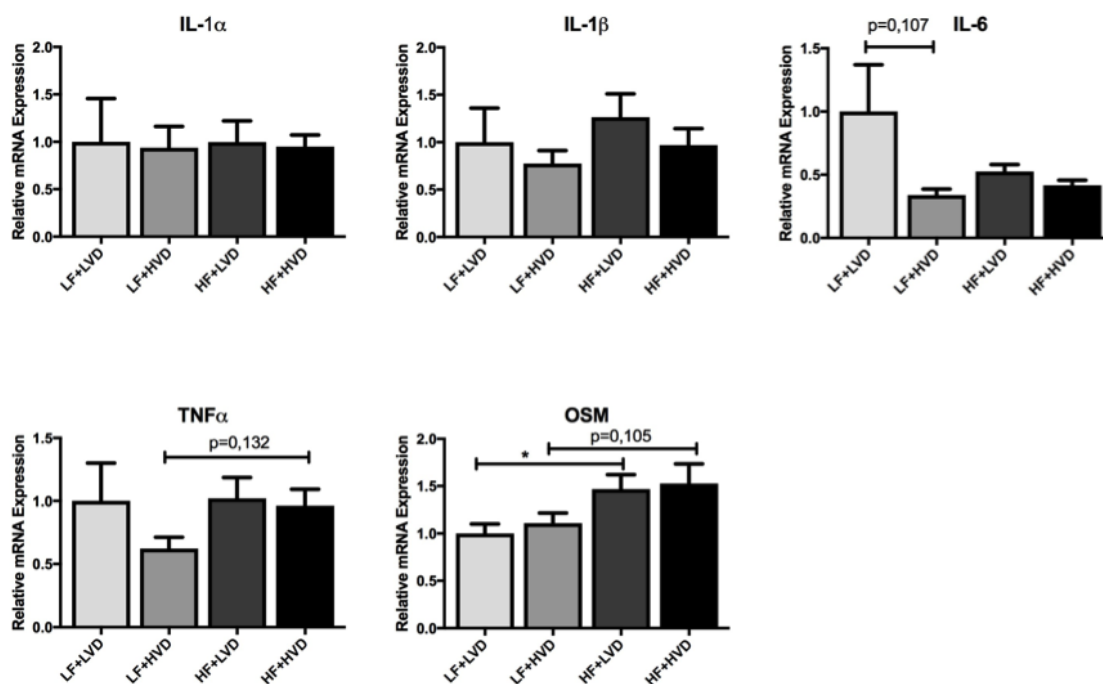 IL-1α
Relative mRNA Expression
2.0
1.5
1.0
0.5
0.0
LF+LVD
LF+HVD
HF+LVD
HF+HVD
IL-1β
Relative mRNA Expression
2.0
1.5
1.0
0.5
0.0
LF+LVD
LF+HVD
HF+LVD
HF+HVD
IL-6
p=0,107
Relative mRNA Expression
1.5
1.0
0.5
0.0
LF+LVD
LF+HVD
HF+LVD
HF+HVD
TNFα
p=0,132
Relative mRNA Expression
1.5
1.0
0.5
0.0
LF+LVD
LF+HVD
HF+LVD
HF+HVD
OSM
p=0,105
*
Relative mRNA Expression
2.0
1.5
1.0
0.5
0.0
LF+LVD
LF+HVD
HF+LVD
HF+HVD